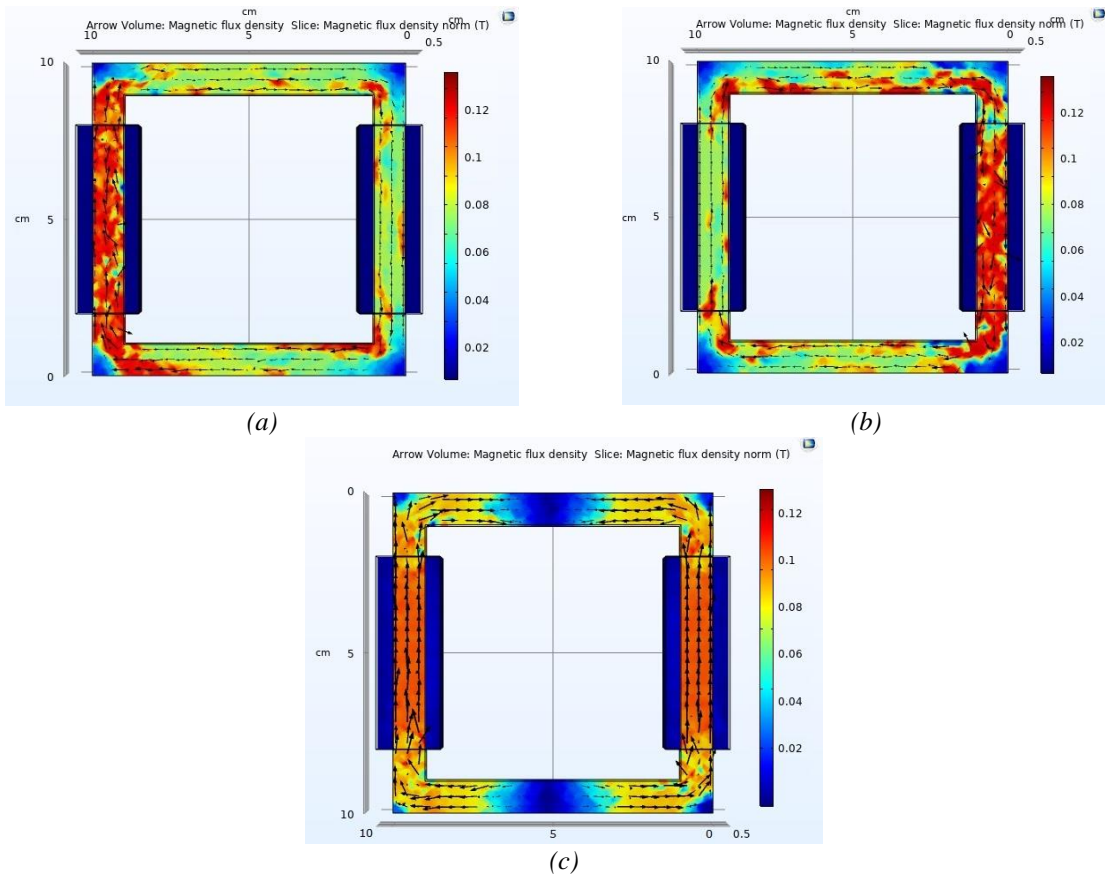 cm
Arrow Volume: Magnetic flux density Slice: Magnetic flux density norm (T)
10 5 0 cm
0.5
10
0.12
0.1
0.08
cm 5
0.06
0.04
0.02
0
(a)
cm
Arrow Volume: Magnetic flux density Slice: Magnetic flux density norm (T)
10 5 0 cm
0.5
10
0.12
0.1
0.08
cm 5
0.06
0.04
0.02
0
(b)
Arrow Volume: Magnetic flux density Slice: Magnetic flux density norm (T)
0
0.12
0.1
0.08
cm 5
0.06
0.04
0.02
10
10 5 0 0.5
cm
(c)